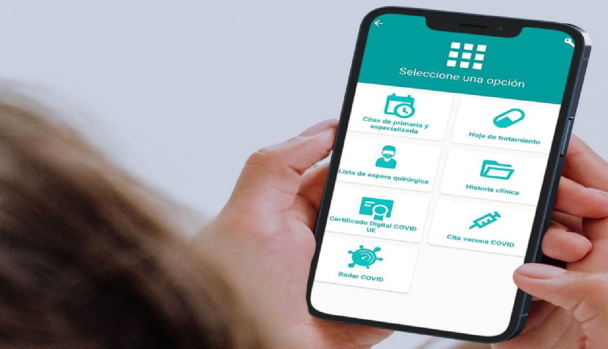 Seleccione una opción
Citas de primaria y
especializada
Hoja de tratamiento
Lista de espera quirúrgica
Historia clínica
Certificado Digital COVID
UE
Cita vacuna COVID
Radar COVID